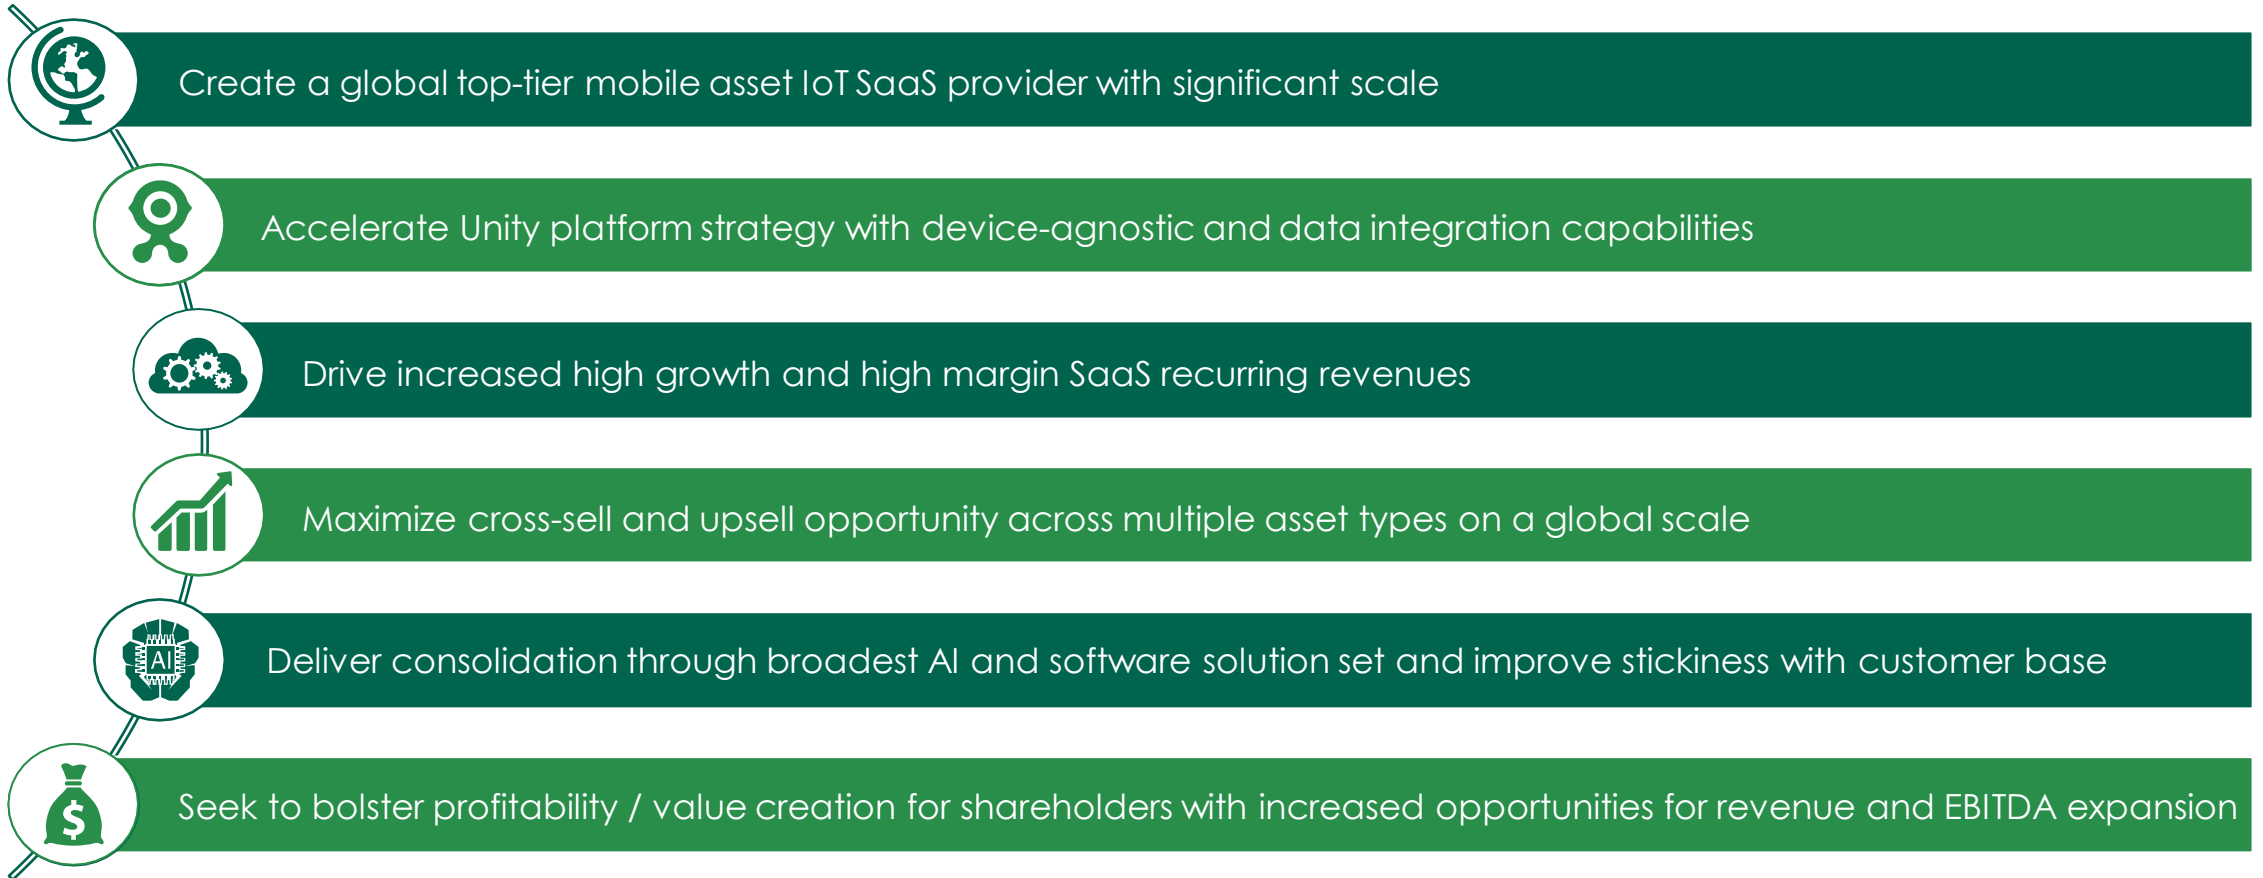 Create a global top-tier mobile asset IoT SaaS provider with significant scale
Accelerate Unity platform strategy with device-agnostic and data integration capabilities
Drive increased high growth and high margin SaaS recurring revenues
Maximize cross-sell and upsell opportunity across multiple asset types on a global scale
AI
Deliver consolidation through broadest AI and software solution set and improve stickiness with customer base
$
Seek to bolster profitability / value creation for shareholders with increased opportunities for revenue and EBITDA expansion